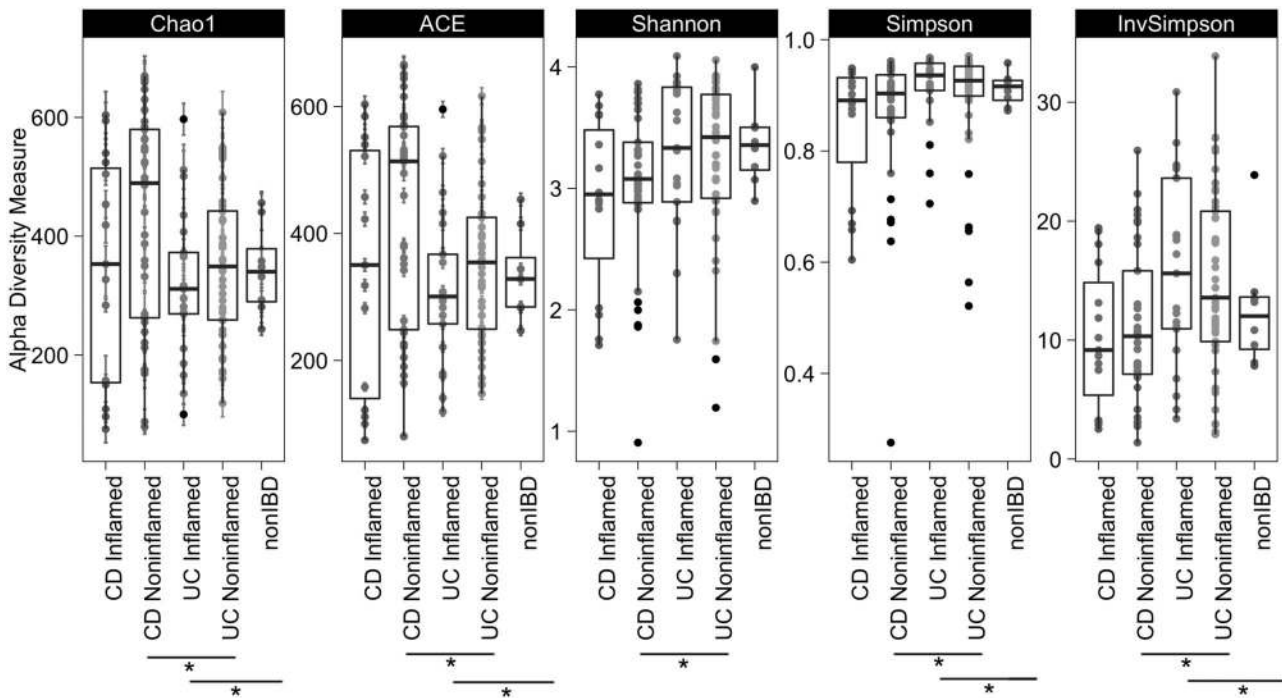 Chao1 ACE Shannon Simpson InvSimpson
Alpha Diversity Measure
600
400
200
600
400
200
4
3
2
1
1.0
0.8
0.6
0.4
30
20
10
0
CD Inflamed
CD Noninflamed
UC Inflamed
UC Noninflamed
nonIBD
CD Inflamed
CD Noninflamed
UC Inflamed
UC Noninflamed
nonIBD
CD Inflamed
CD Noninflamed
UC Inflamed
UC Noninflamed
nonIBD
CD Inflamed
CD Noninflamed
UC Inflamed
UC Noninflamed
nonIBD
CD Inflamed
CD Noninflamed
UC Inflamed
UC Noninflamed
nonIBD
* * * * *
* * * *